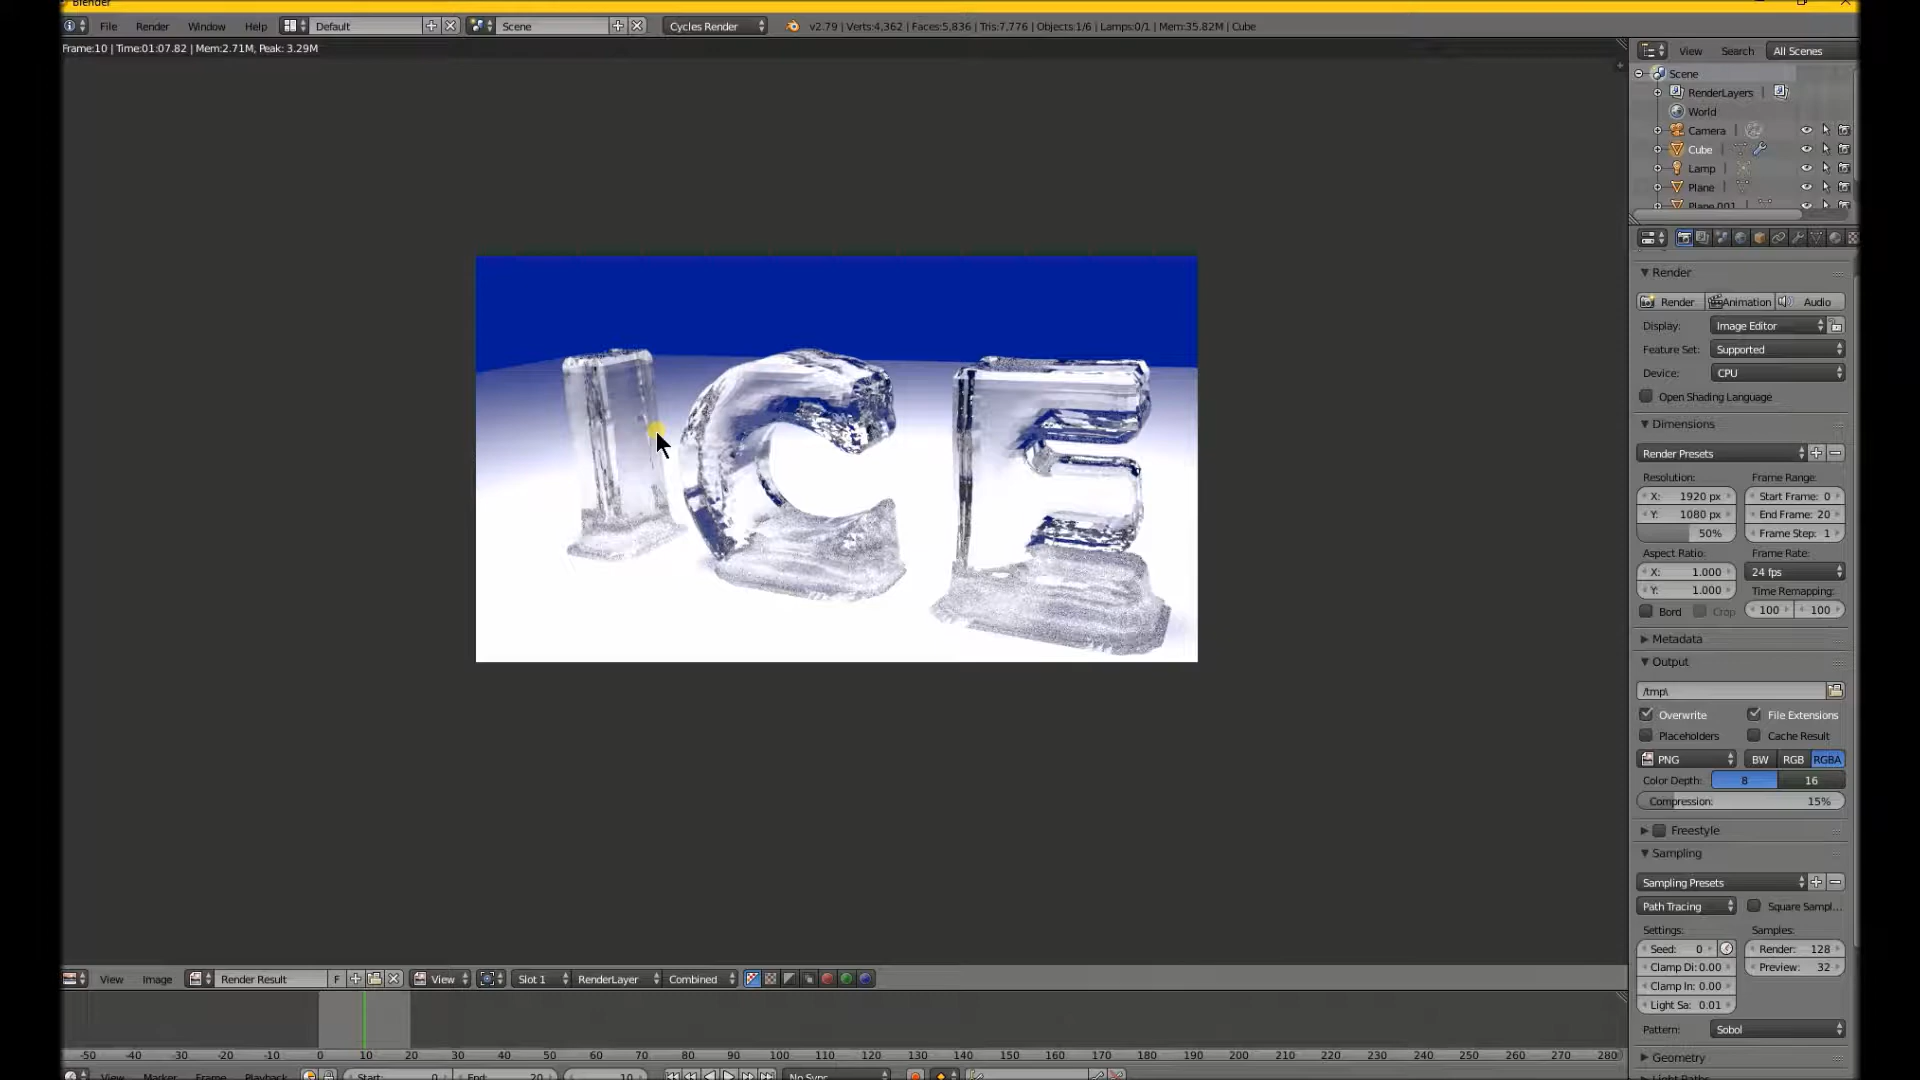 Blender
File Render Window Help Default Scene Cycles Render v2.79 | Verts:4,362 | Faces:5,836 | Tris:7,776 | Objects:1/6 | Lamps:0/1 | Mem:35.82M | Cube
Frame:10 | Time:01:07.82 | Mem:2.71M, Peak: 3.29M
View Search All Scenes
Scene
RenderLayers
World
Camera
Cube
Lamp
Plane
Plane.001
ICE
Render
Render Animation Audio
Display: Image Editor
Feature Set: Supported
Device: CPU
Open Shading Language
Dimensions
Render Presets
Resolution: Frame Range:
X: 1920 px Start Frame: 0
Y: 1080 px End Frame: 20
50% Frame Step: 1
Aspect Ratio: Frame Rate:
X: 1.000 24 fps
Y: 1.000 Time Remapping:
Bord Crop 100 100
Metadata
Output
/tmp\
Overwrite File Extensions
Placeholders Cache Result
PNG BW RGB RGBA
Color Depth: 8 16
Compression: 15%
Freestyle
Sampling
Sampling Presets
Path Tracing Square Sampl...
Settings: Samples:
Seed: 0 Render: 128
Clamp Di: 0.00 Preview: 32
Clamp In: 0.00
Light Sa: 0.01
Pattern: Sobol
Geometry
Light Paths
View Image Render Result F View Slot 1 RenderLayer Combined
-50 -40 -30 -20 -10 0 10 20 30 40 50 60 70 80 90 100 110 120 130 140 150 160 170 180 190 200 210 220 230 240 250 260 270 280
View Marker Frame Playback Start: 0 End: 20 10 No Sync